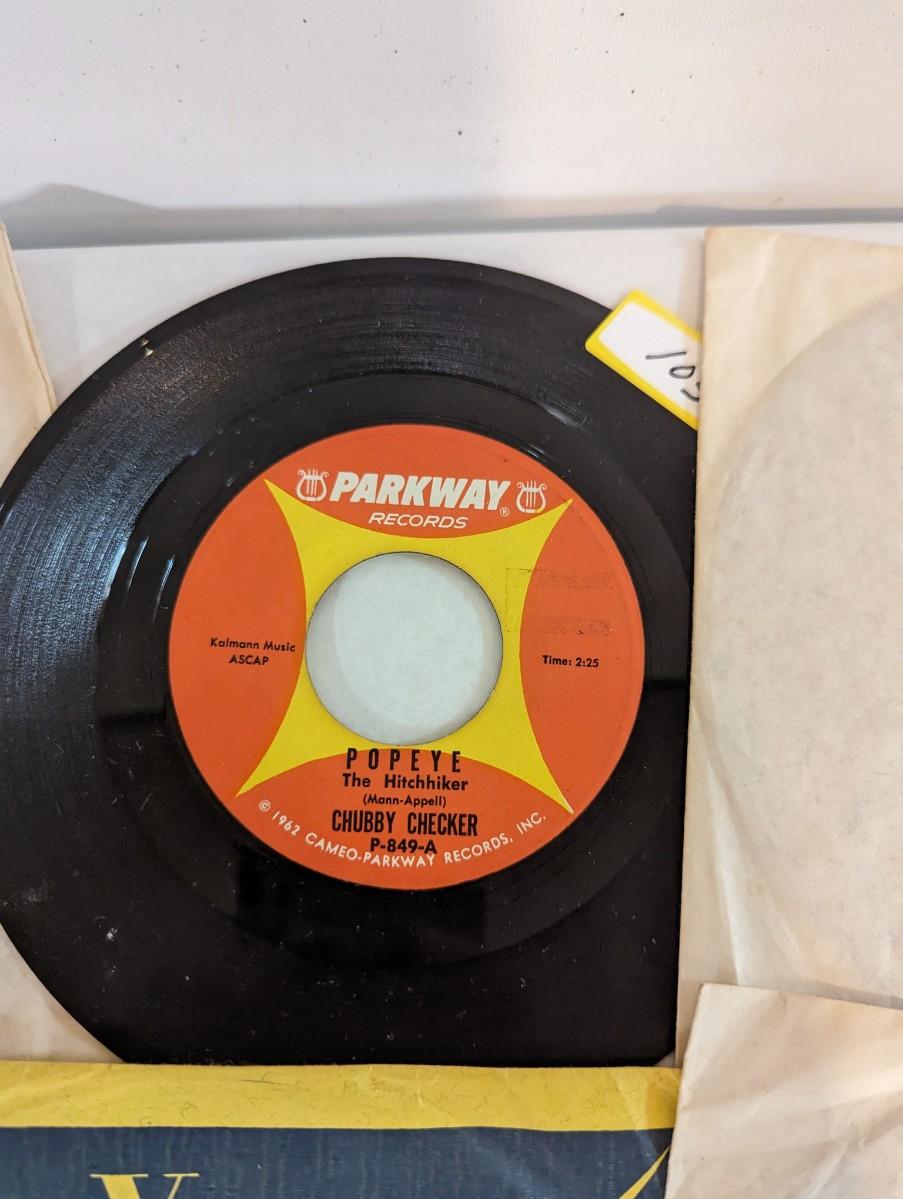 PARKWAY®
RECORDS
Kalmann Music
ASCAP
Time: 2:25
POPEYE
The Hitchhiker
(Mann-Appell)
CHUBBY CHECKER
P-849-A
© 1962 CAMEO-PARKWAY RECORDS, INC.